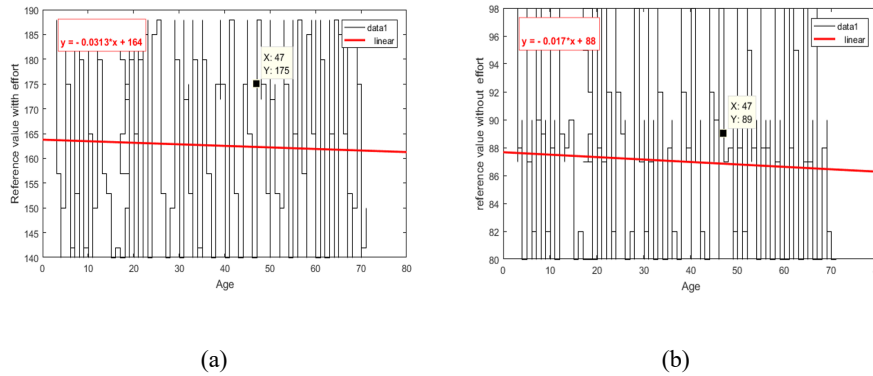 190
185
180
175
170
165
160
155
150
145
140
Reference value witth effort
y = - 0.0313*x + 164
X: 47
Y: 175
data1
linear
0 10 20 30 40 50 60 70 80
Age
(a)
98
96
94
92
90
88
86
84
82
80
reference value without effort
y = - 0.017*x + 88
X: 47
Y: 89
data1
linear
0 10 20 30 40 50 60 70
Age
(b)